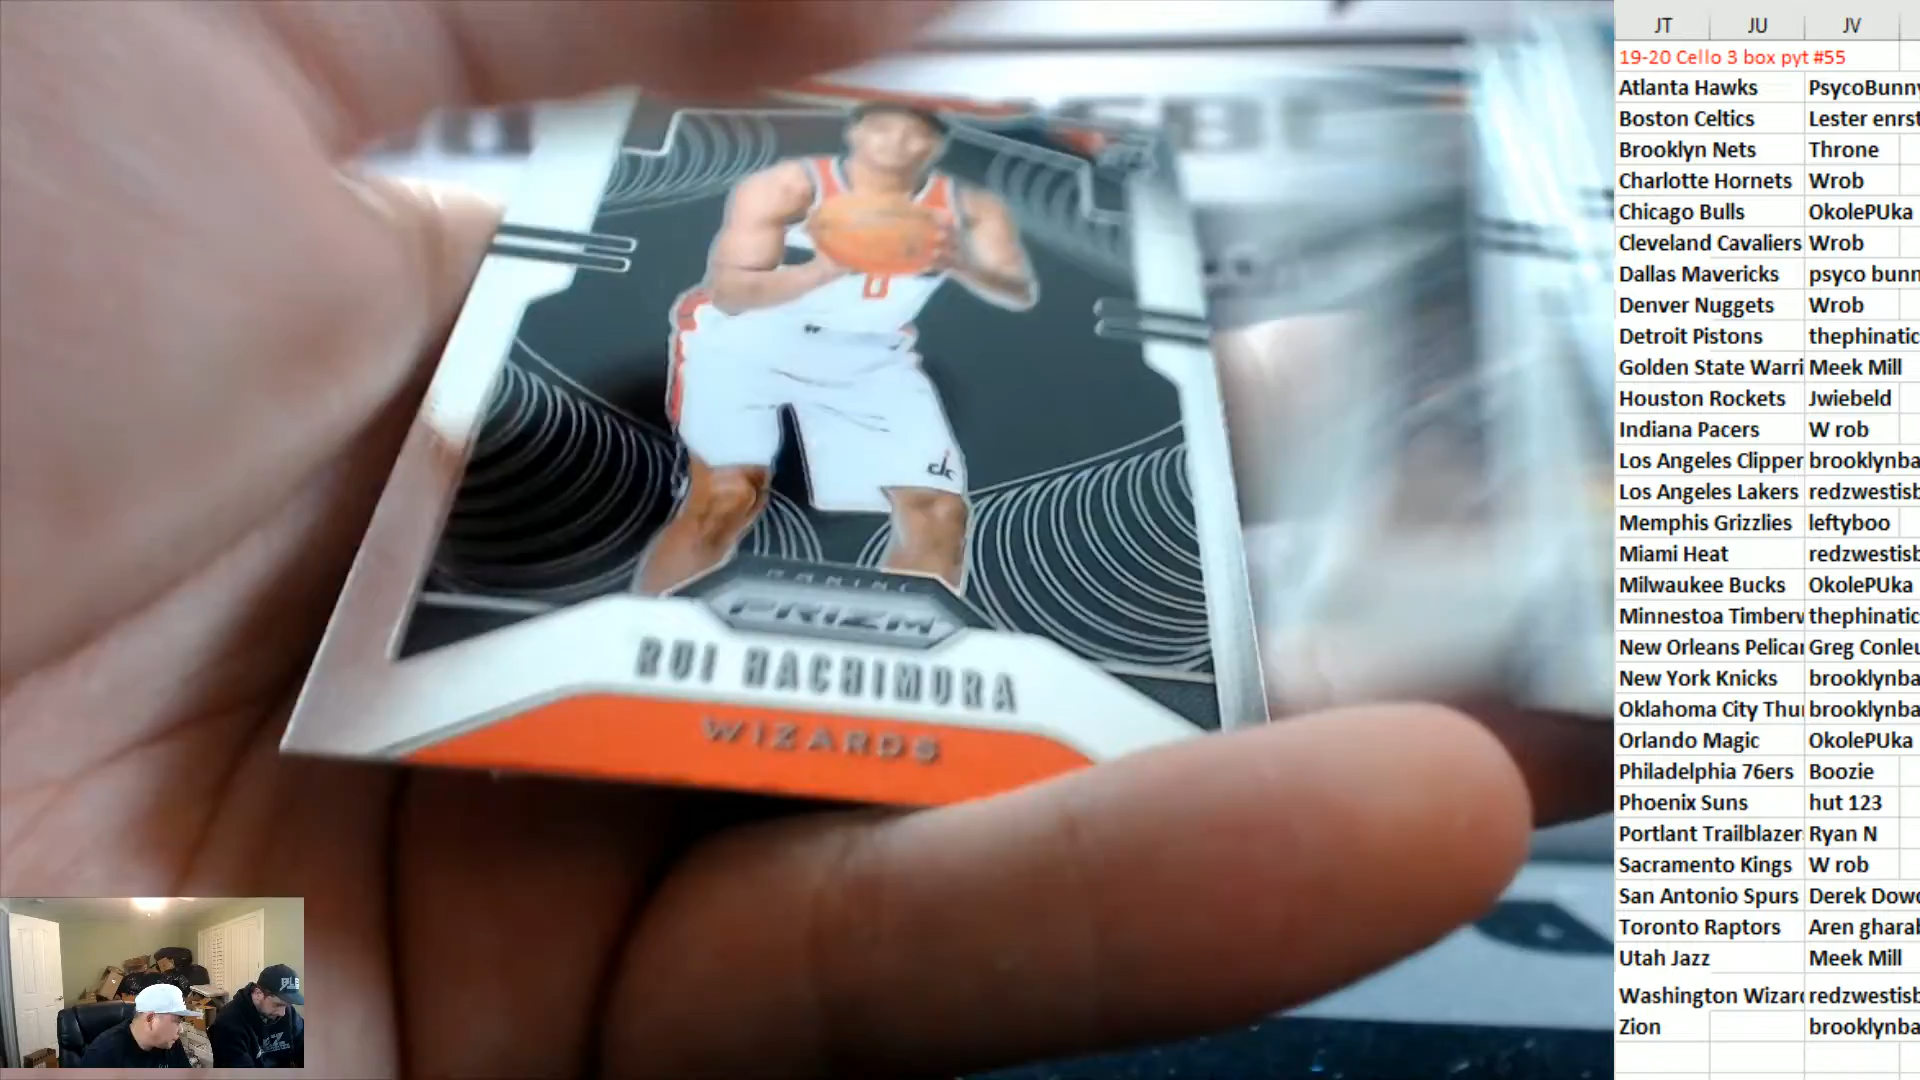 JT JU JV
19-20 Cello 3 box pyt #55
Atlanta Hawks PsycoBunny
Boston Celtics Lester enrst
Brooklyn Nets Throne
Charlotte Hornets Wrob
Chicago Bulls OkolePUka
Cleveland Cavaliers Wrob
Dallas Mavericks psyco bunn
Denver Nuggets Wrob
Detroit Pistons thephinatic
Golden State Warri Meek Mill
Houston Rockets Jwiebeld
Indiana Pacers W rob
Los Angeles Clipper brooklynba
Los Angeles Lakers redzwestisb
Memphis Grizzlies leftyboo
Miami Heat redzwestisb
Milwaukee Bucks OkolePUka
Minnestoa Timberv thephinatic
New Orleans Pelica Greg Conleu
New York Knicks brooklynba
Oklahoma City Thu brooklynba
Orlando Magic OkolePUka
Philadelphia 76ers Boozie
Phoenix Suns hut 123
Portlant Trailblazer Ryan N
Sacramento Kings W rob
San Antonio Spurs Derek Dow
Toronto Raptors Aren gharab
Utah Jazz Meek Mill
Washington Wizar redzwestisb
Zion brooklynba
PANINI
PRIZM
RUI HACHIMURA
WIZARDS